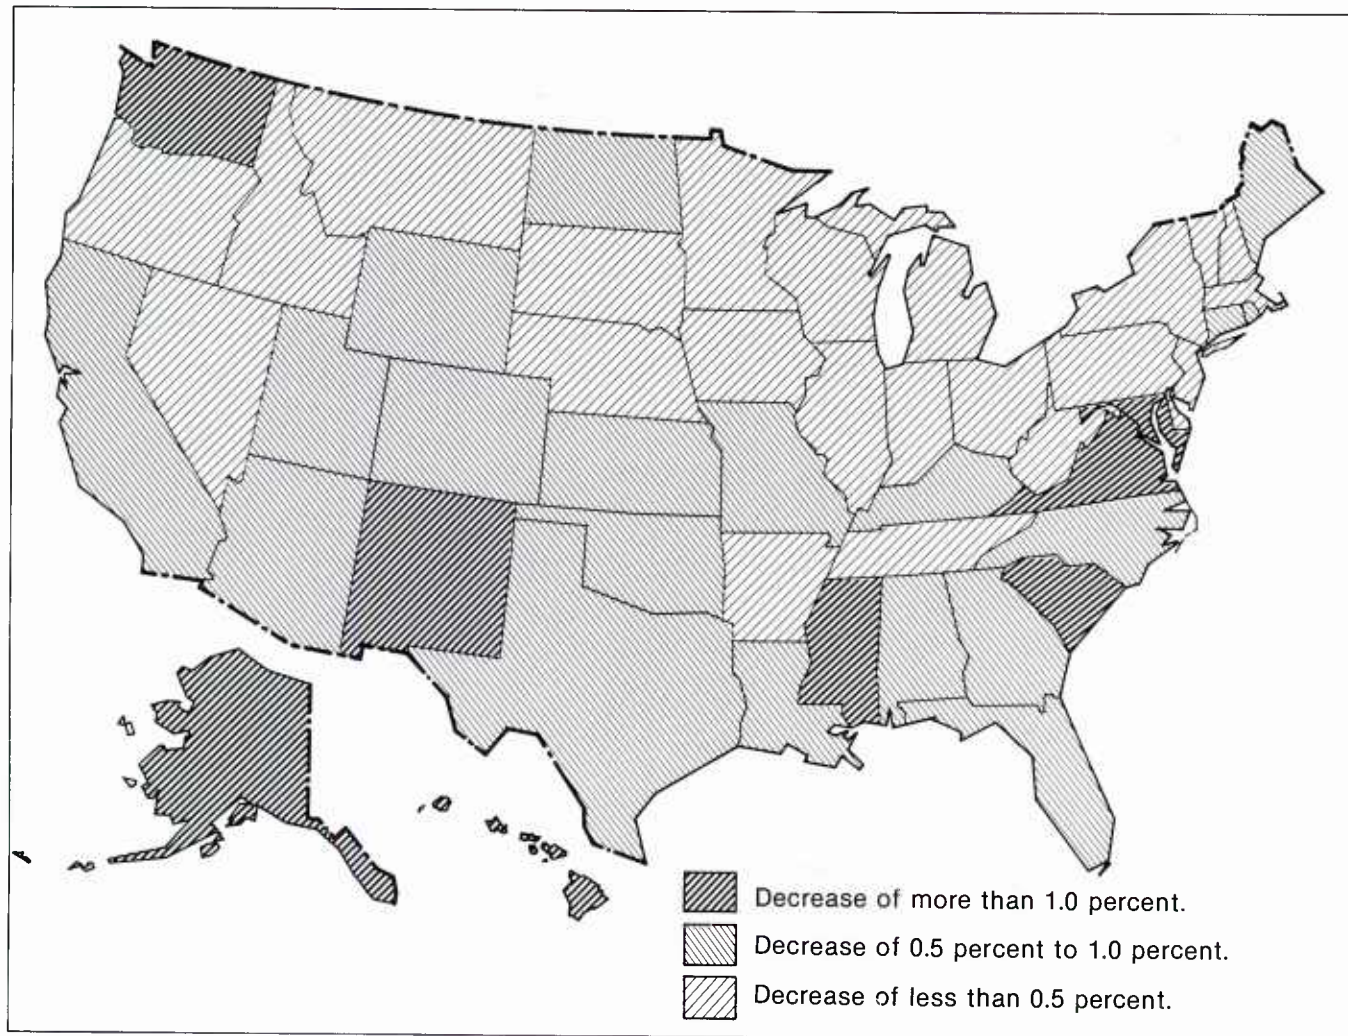 Decrease of more than 1.0 percent.
Decrease of 0.5 percent to 1.0 percent.
Decrease of less than 0.5 percent.